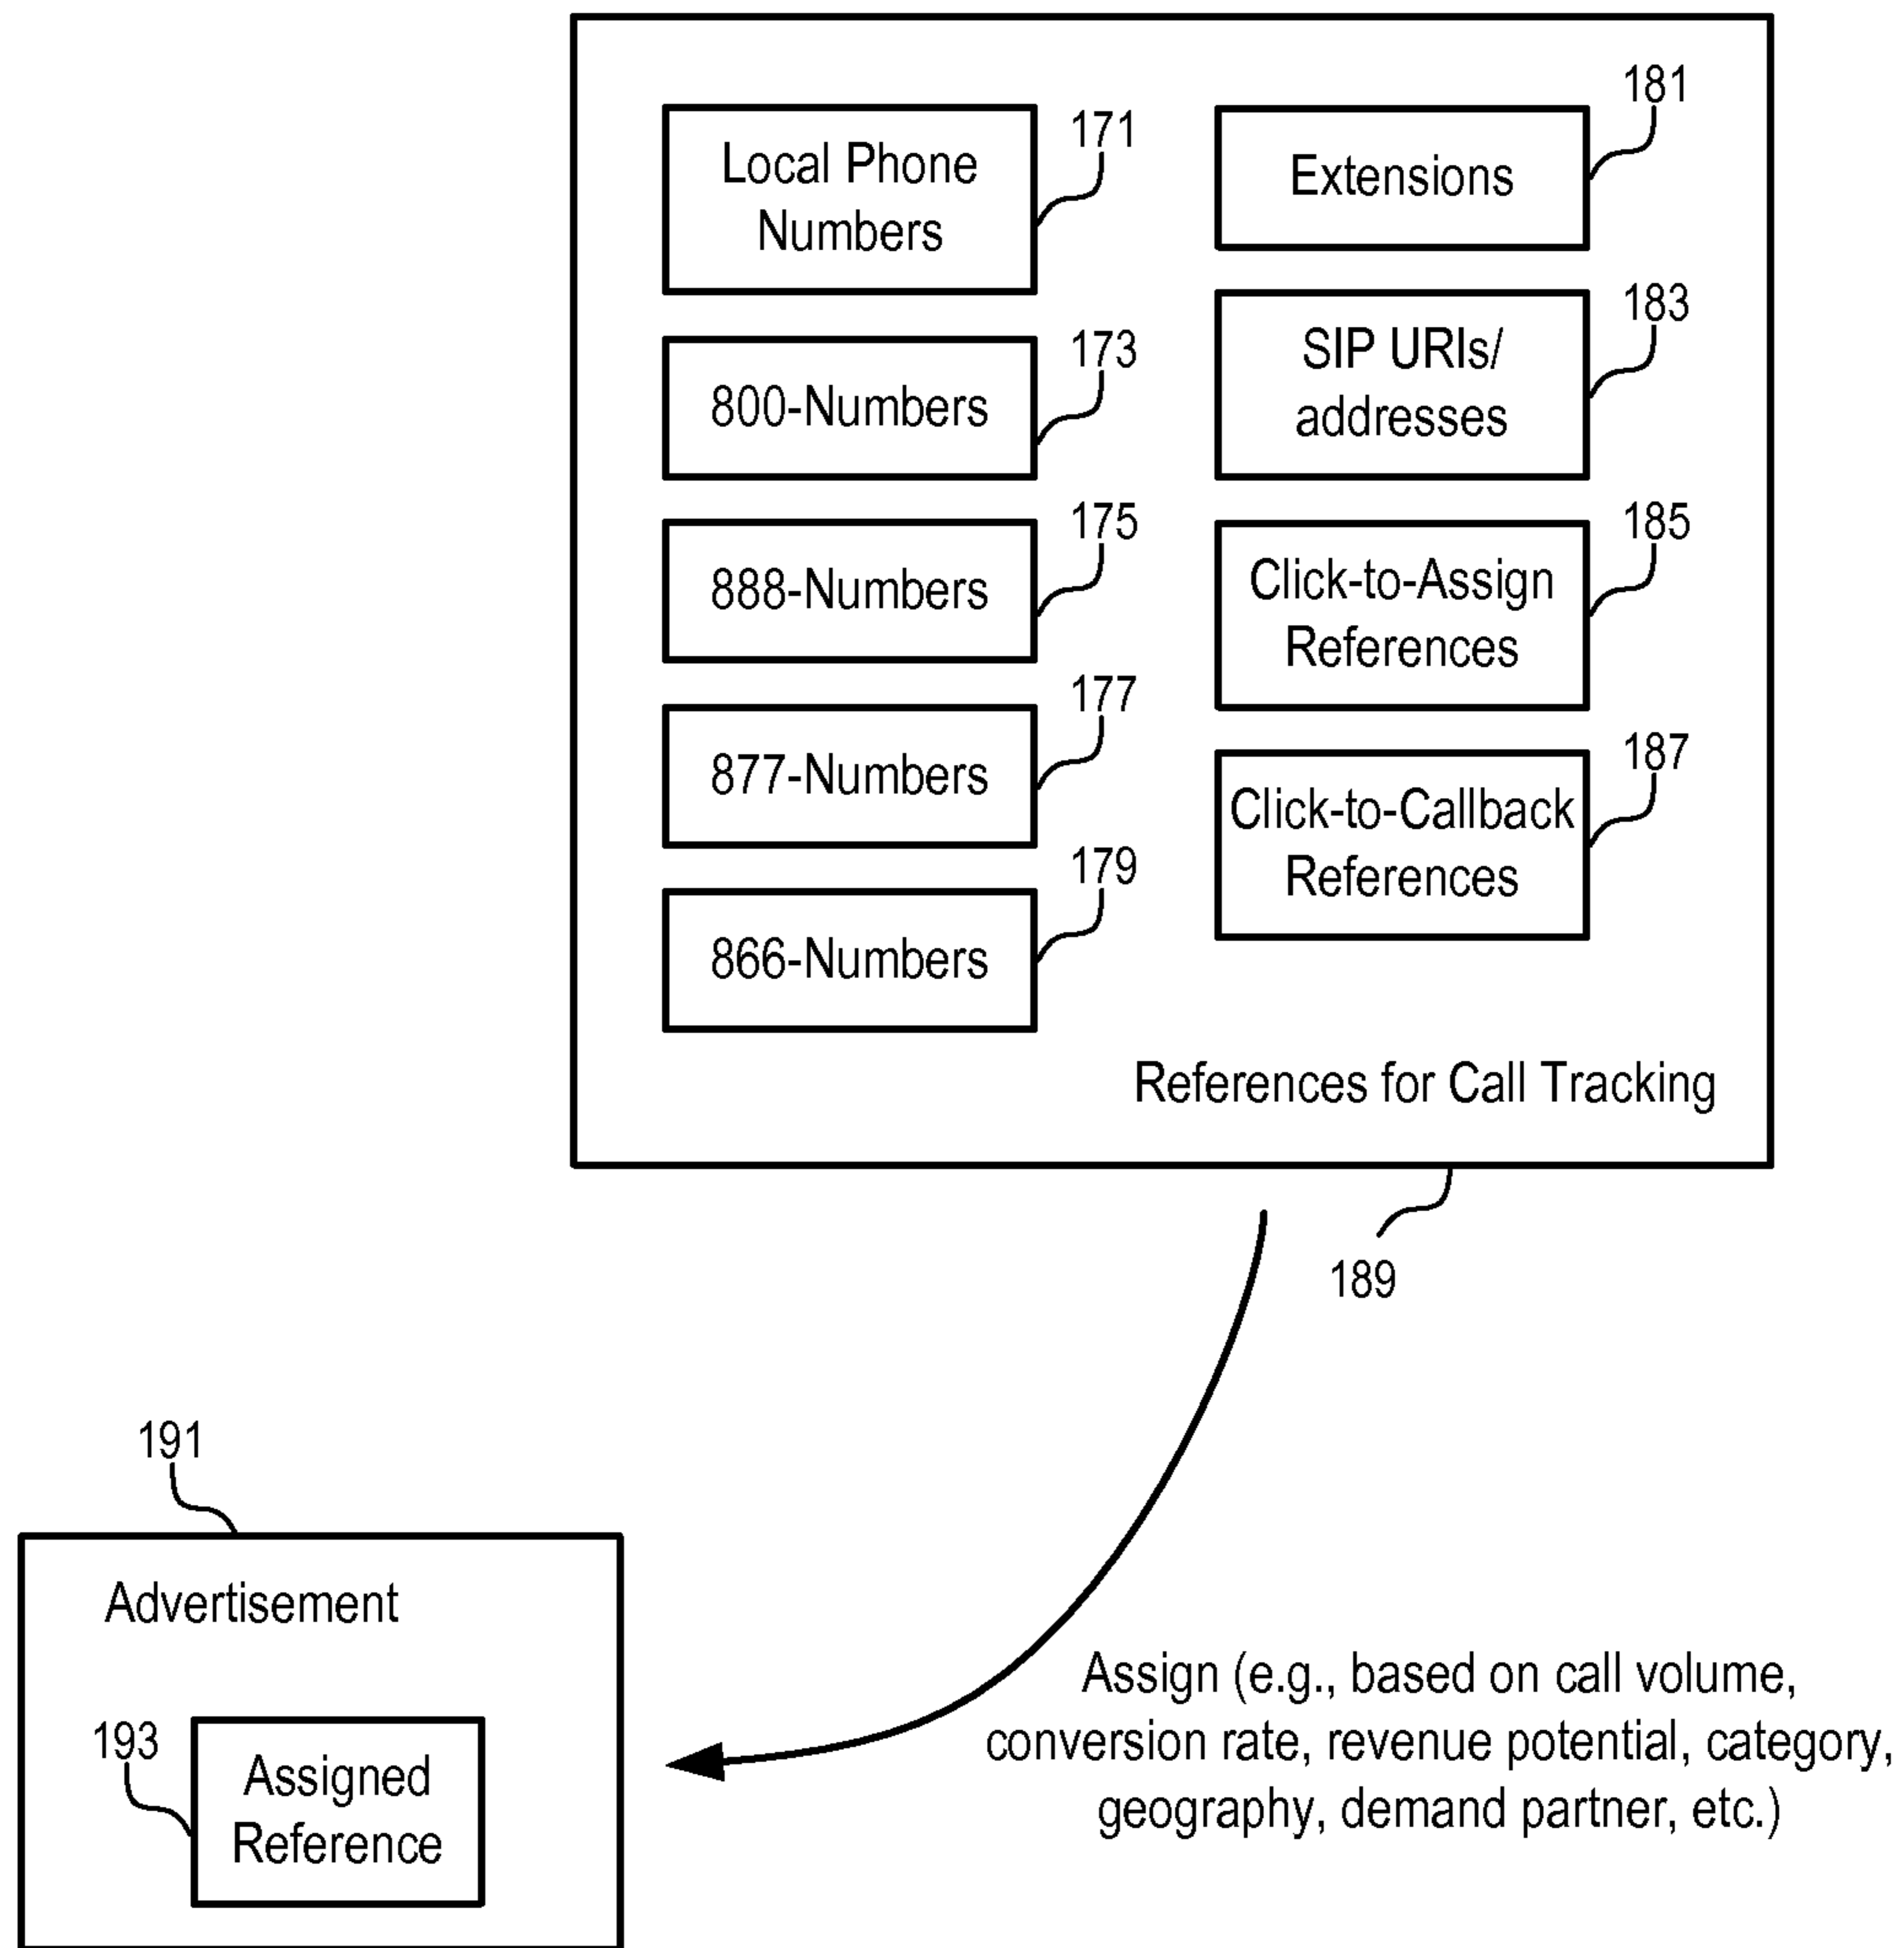 Local Phone
Numbers
171
800-Numbers
173
888-Numbers
175
877-Numbers
177
866-Numbers
179
Extensions
181
SIP URIs/
addresses
183
Click-to-Assign
References
185
Click-to-Callback
References
187
References for Call Tracking
189
191
Advertisement
193
Assigned
Reference
Assign (e.g., based on call volume,
conversion rate, revenue potential, category,
geography, demand partner, etc.)